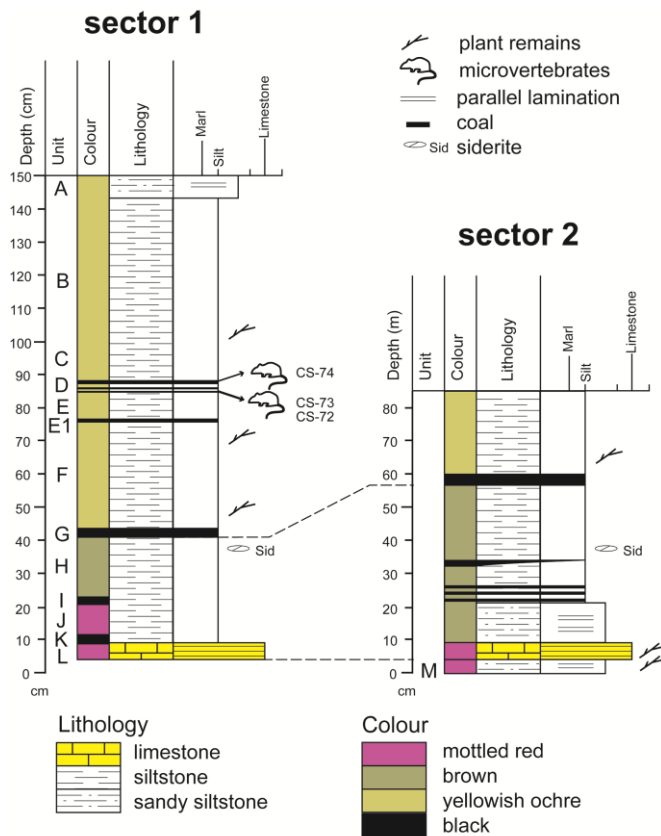 sector 1
plant remains
microvertebrates
parallel lamination
coal
Sid siderite
Depth (cm)
Unit
Colour
Lithology
Marl
Silt
Limestone
150
140
130
120
110
100
90
80
70
60
50
40
30
20
10
0
cm
A
B
C
D
E
E1
F
G
H
I
J
K
L
CS-74
CS-73
CS-72
Sid
sector 2
Depth (m)
Unit
Colour
Lithology
Marl
Silt
Limestone
80
70
60
50
40
30
20
10
0
cm
M
Sid
Lithology
limestone
siltstone
sandy siltstone
Colour
mottled red
brown
yellowish ochre
black